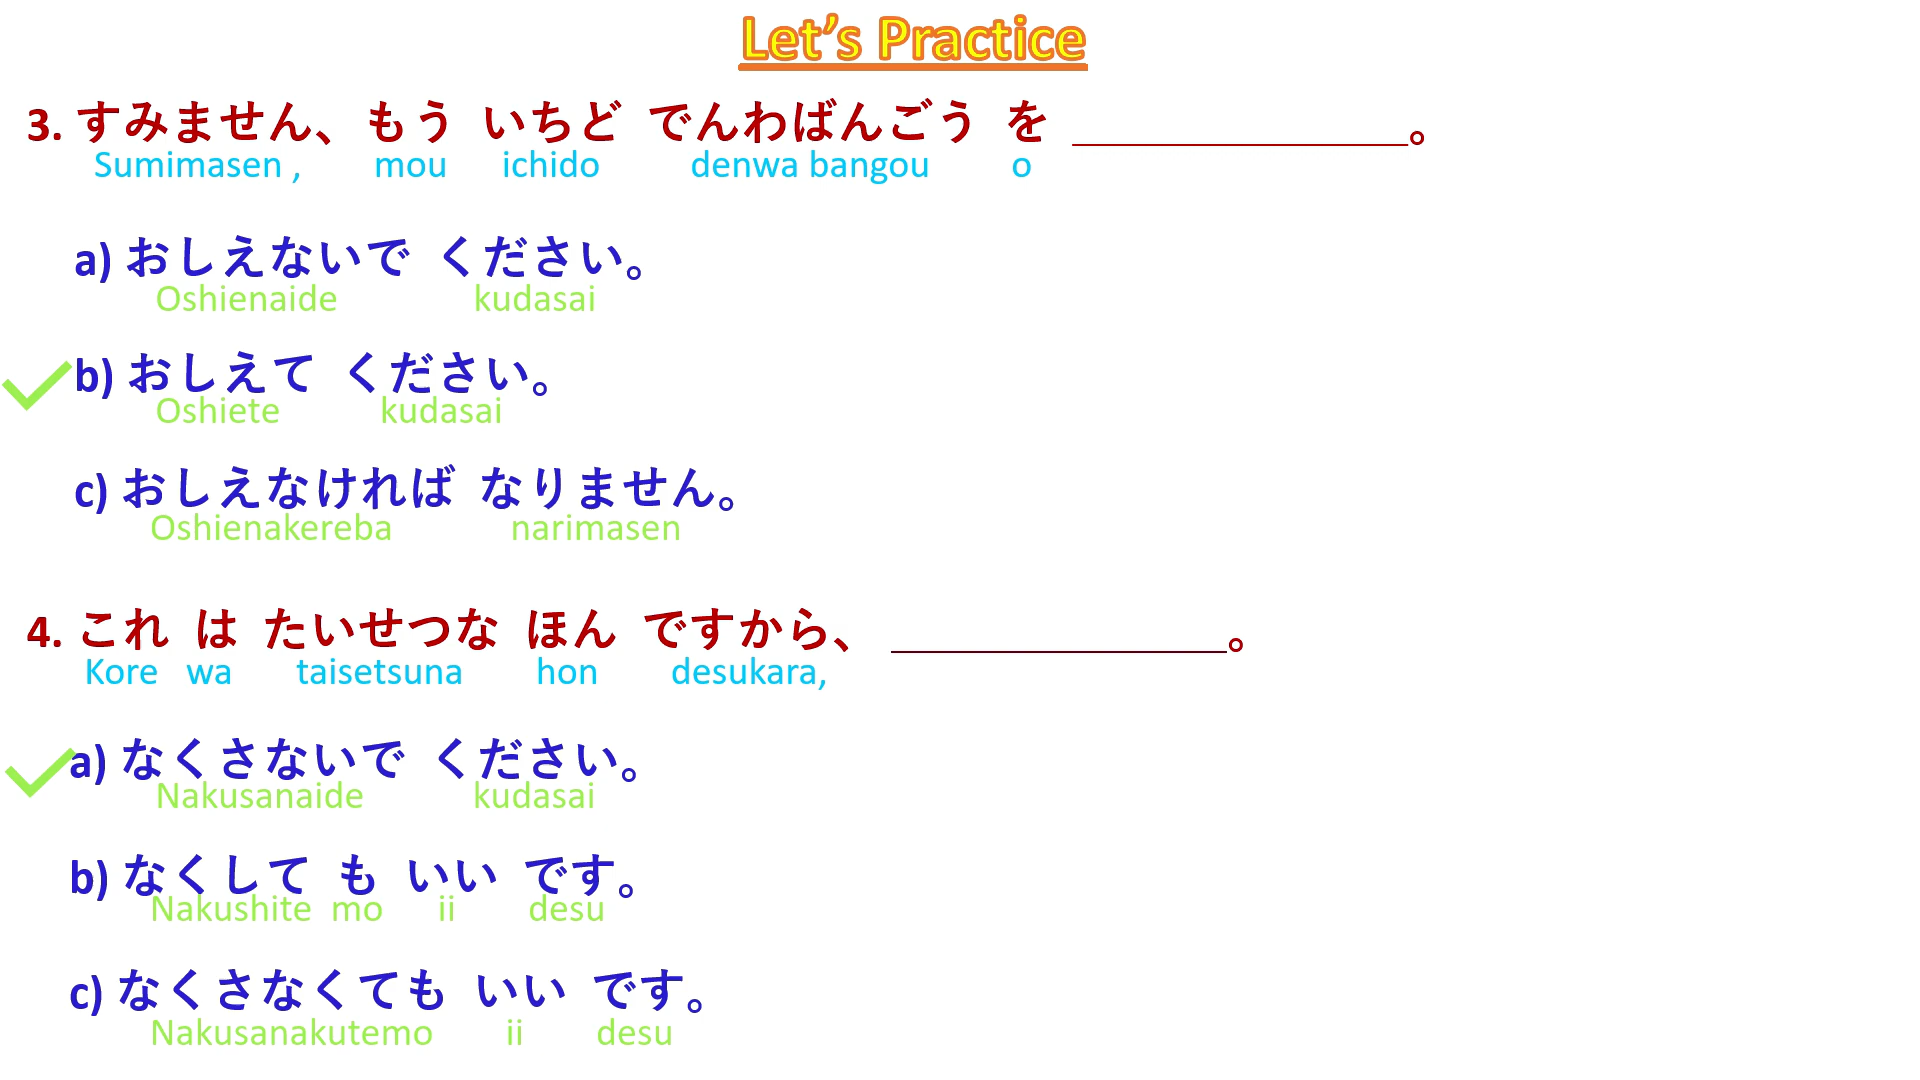 Let's Practice
3. すみません、もう いちど でんわばんごう を ______________。
Sumimasen , mou ichido denwa bangou o
a) おしえないで ください。
Oshienaide kudasai
b) おしえて ください。
Oshiete kudasai
c) おしえなければ なりません。
Oshienakereba narimasen
4. これ は たいせつな ほん ですから、 ______________。
Kore wa taisetsuna hon desukara,
a) なくさないで ください。
Nakusanaide kudasai
b) なくして も いい です。
Nakushite mo ii desu
c) なくさなくても いい です。
Nakusanakutemo ii desu